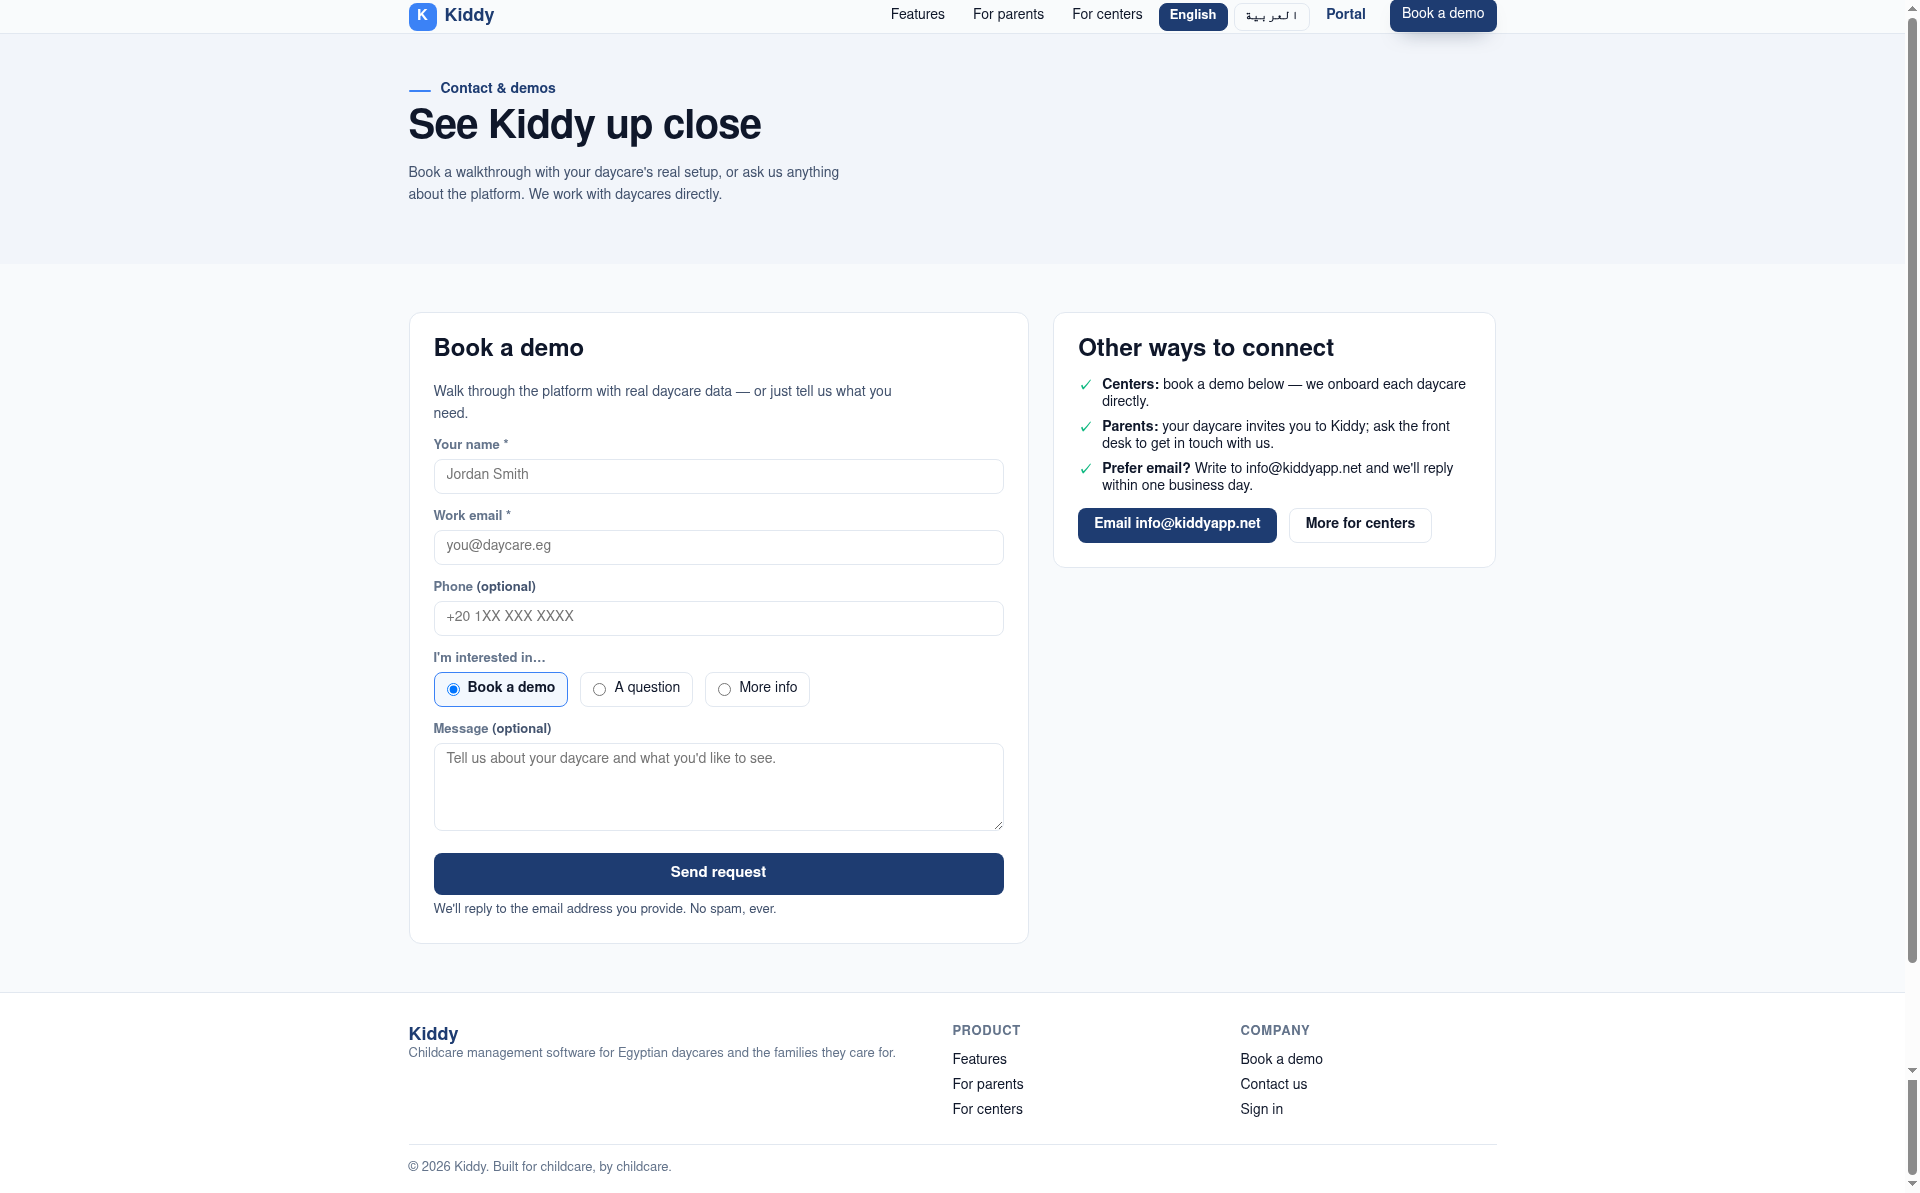 K Kiddy
Features For parents For centers English العربية Portal Book a demo
Contact & demos
See Kiddy up close
Book a walkthrough with your daycare's real setup, or ask us anything
about the platform. We work with daycares directly.
Book a demo
Walk through the platform with real daycare data — or just tell us what you
need.
Your name *
Jordan Smith
Work email *
you@daycare.eg
Phone (optional)
+20 1XX XXX XXXX
I'm interested in…
Book a demo A question More info
Message (optional)
Tell us about your daycare and what you'd like to see.
Send request
We'll reply to the email address you provide. No spam, ever.
Other ways to connect
✓ Centers: book a demo below — we onboard each daycare
directly.
✓ Parents: your daycare invites you to Kiddy; ask the front
desk to get in touch with us.
✓ Prefer email? Write to info@kiddyapp.net and we'll reply
within one business day.
Email info@kiddyapp.net More for centers
Kiddy
Childcare management software for Egyptian daycares and the families they care for.
PRODUCT
Features
For parents
For centers
COMPANY
Book a demo
Contact us
Sign in
© 2026 Kiddy. Built for childcare, by childcare.